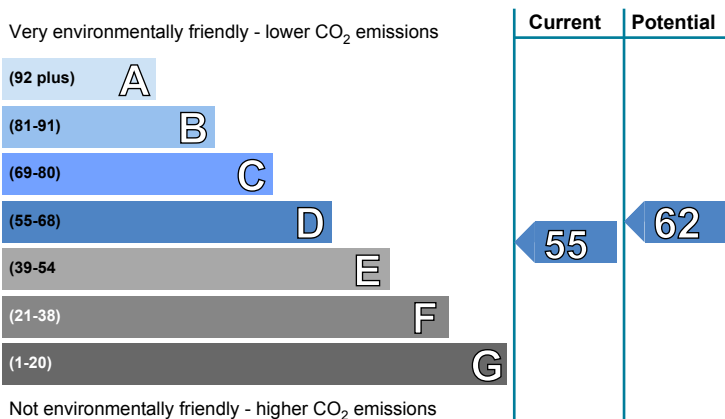 Very environmentally friendly - lower CO2 emissions
Current
Potential
(92 plus) A
(81-91) B
(69-80) C
(55-68) D
(39-54 E
(21-38) F
(1-20) G
55
62
Not environmentally friendly - higher CO2 emissions